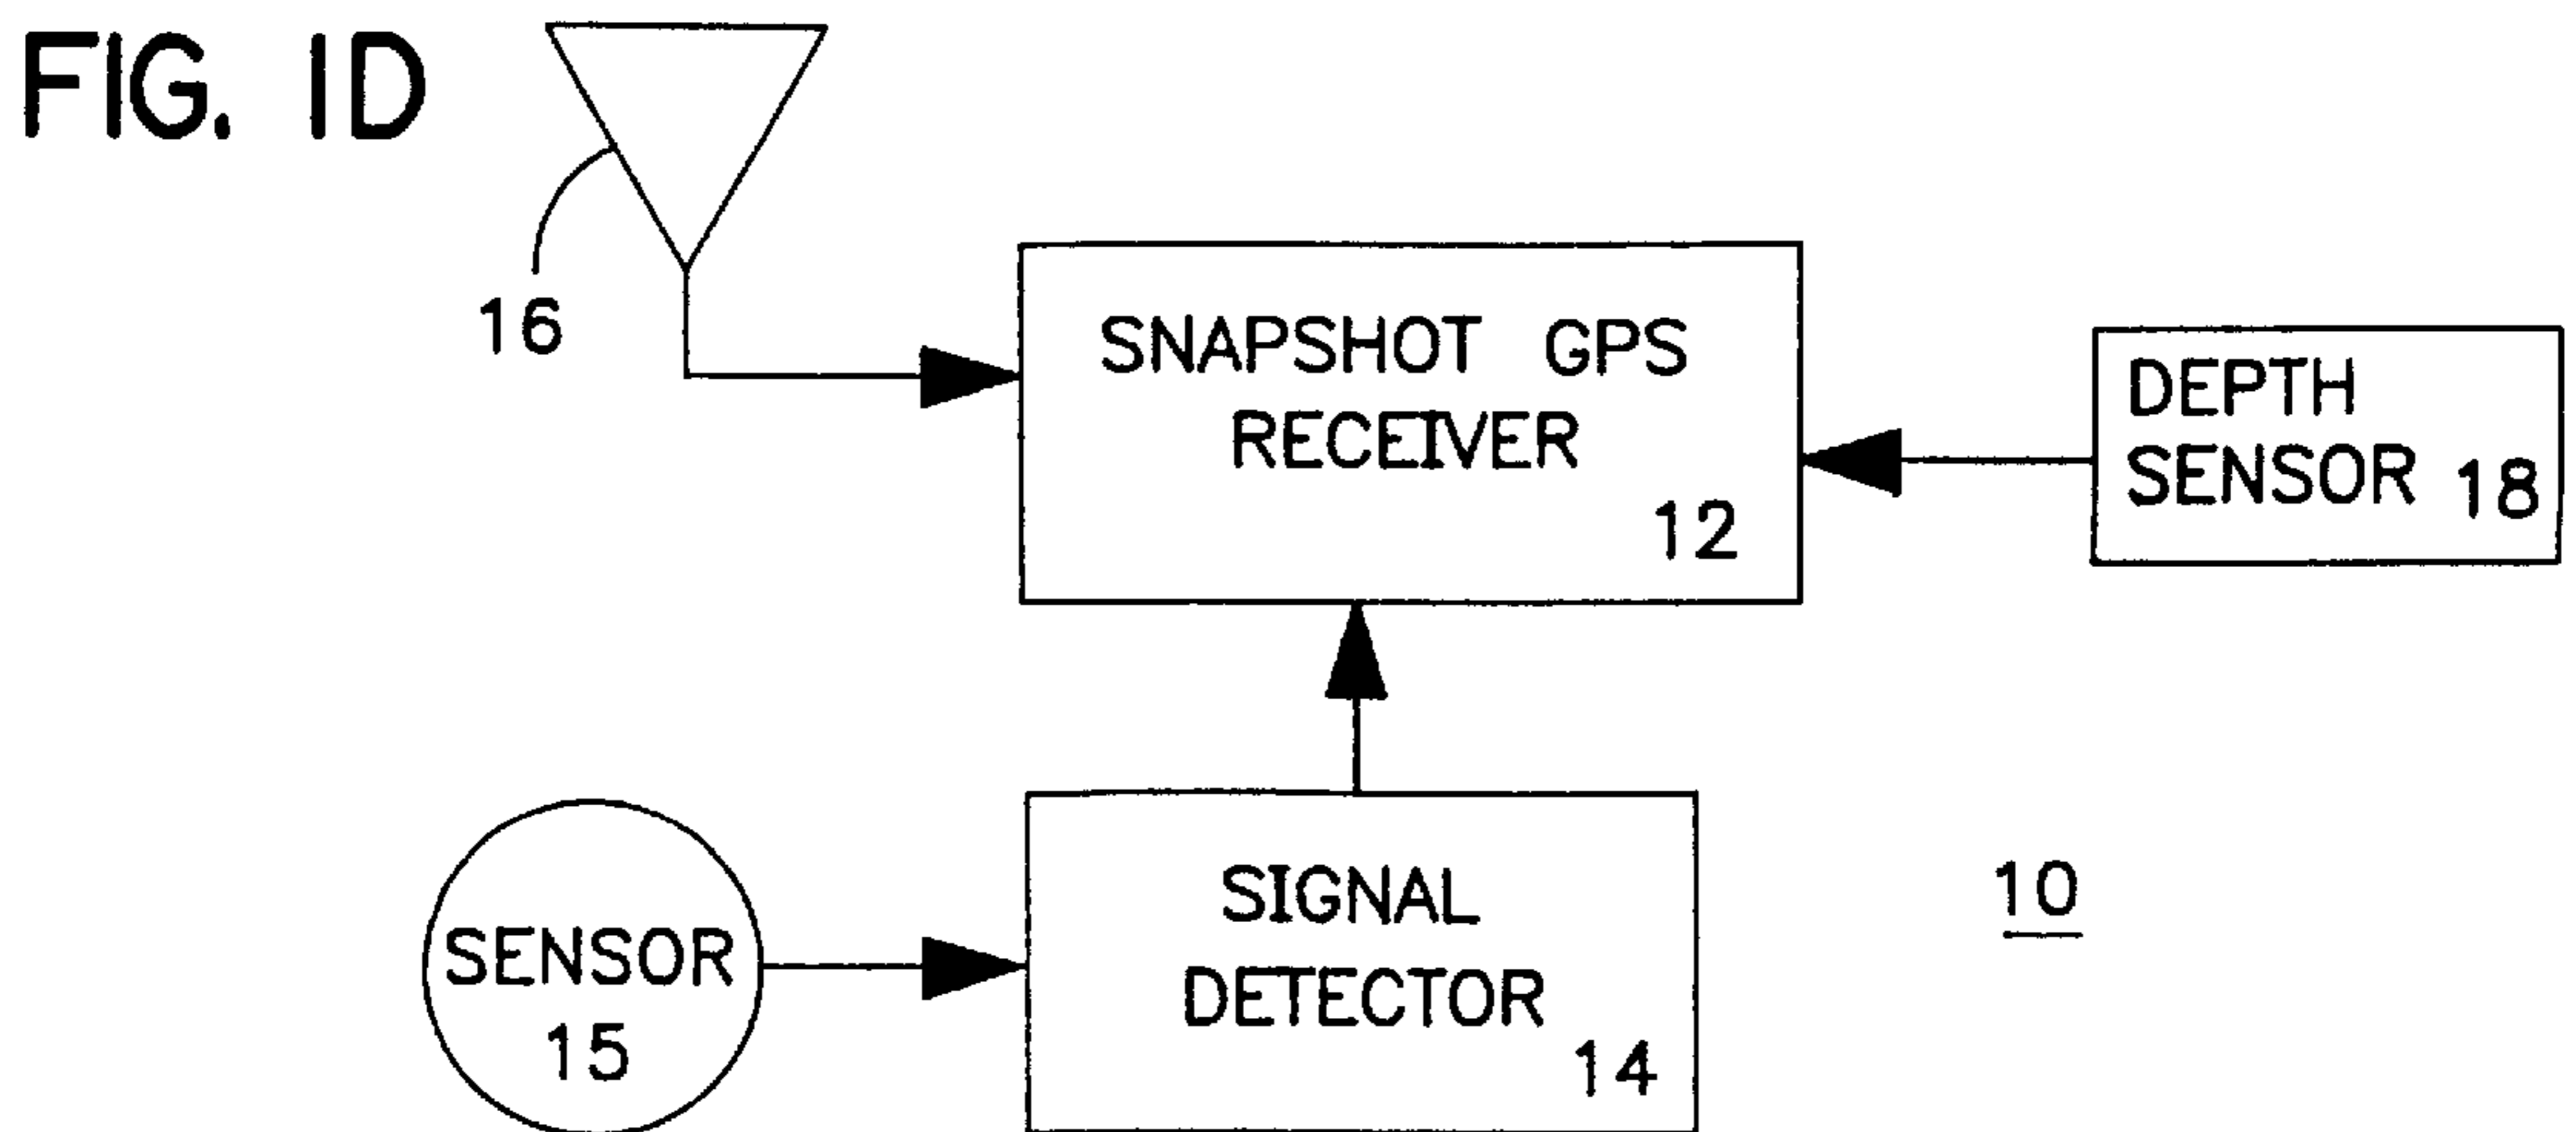 FIG. 1D
16
SNAPSHOT GPS
RECEIVER
12
DEPTH
SENSOR 18
SENSOR
15
SIGNAL
DETECTOR
14
10